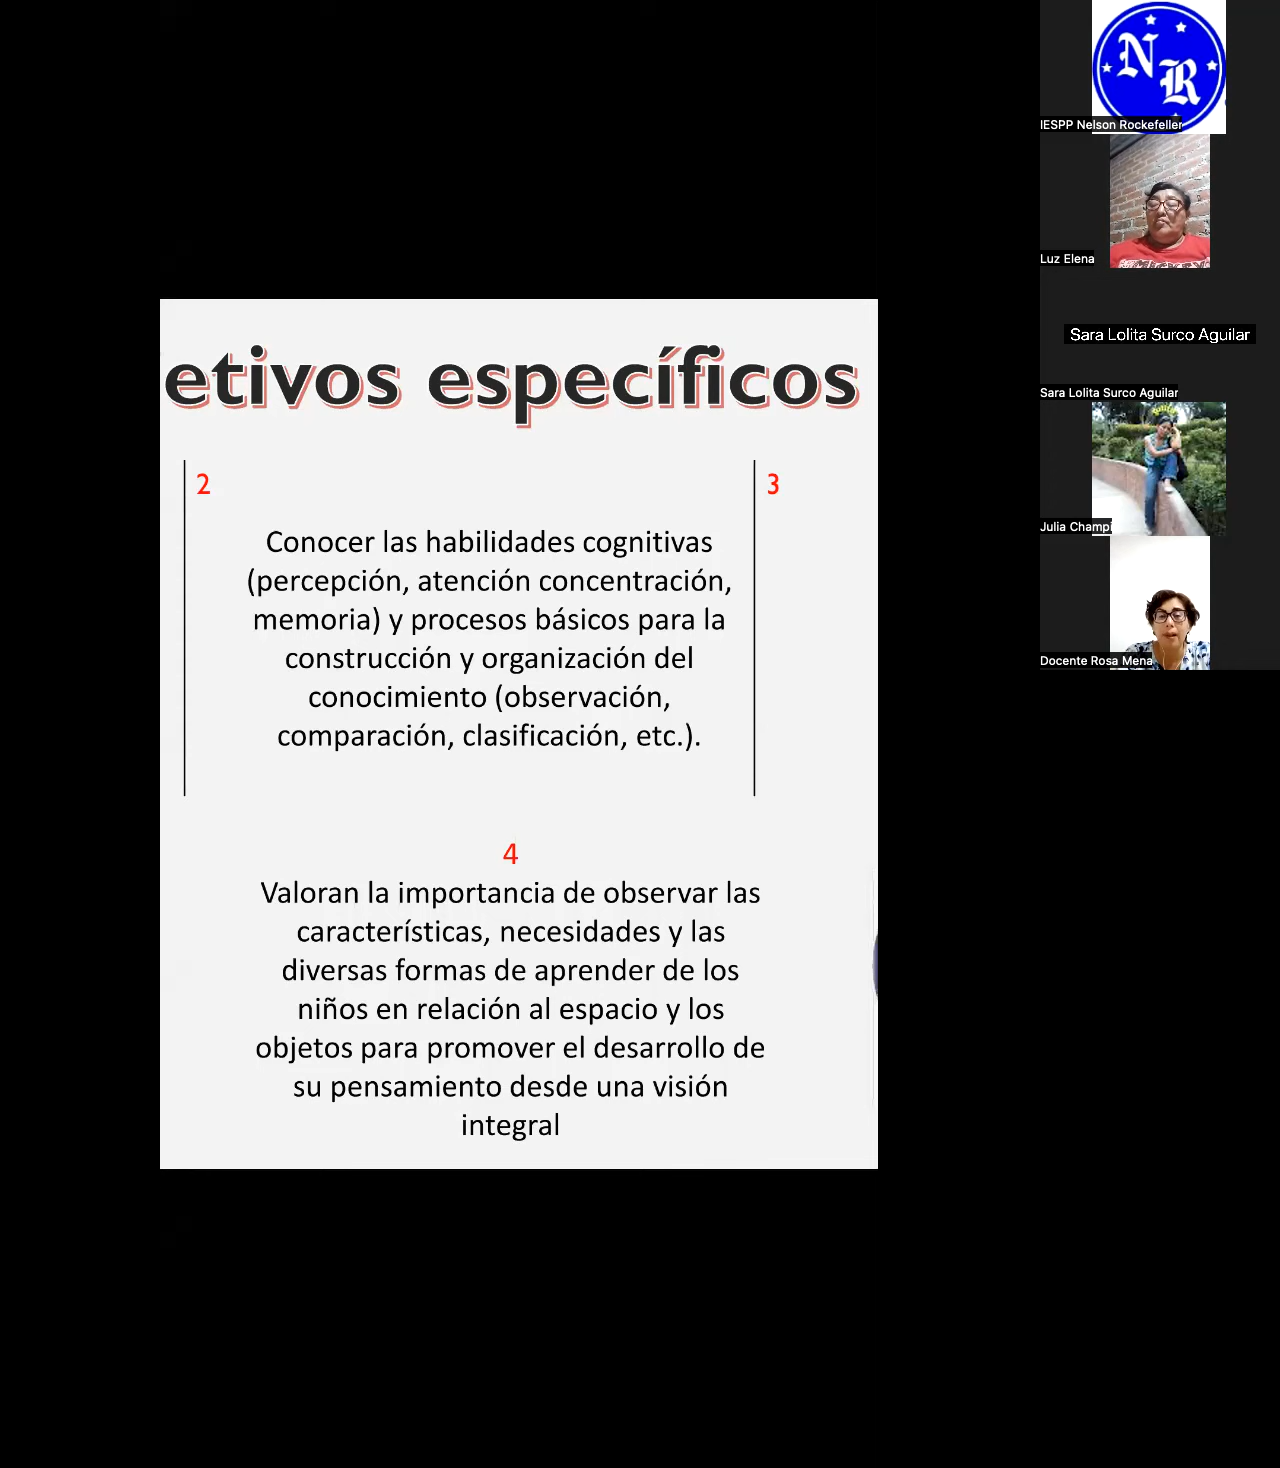 etivos específicos
2
Conocer las habilidades cognitivas
(percepción, atención concentración,
memoria) y procesos básicos para la
construcción y organización del
conocimiento (observación,
comparación, clasificación, etc.).
3
4
Valoran la importancia de observar las
características, necesidades y las
diversas formas de aprender de los
niños en relación al espacio y los
objetos para promover el desarrollo de
su pensamiento desde una visión
integral
N
R
IESPP Nelson Rockefeller
Luz Elena
Sara Lolita Surco Aguilar
Sara Lolita Surco Aguilar
Julia Champi
Docente Rosa Mena